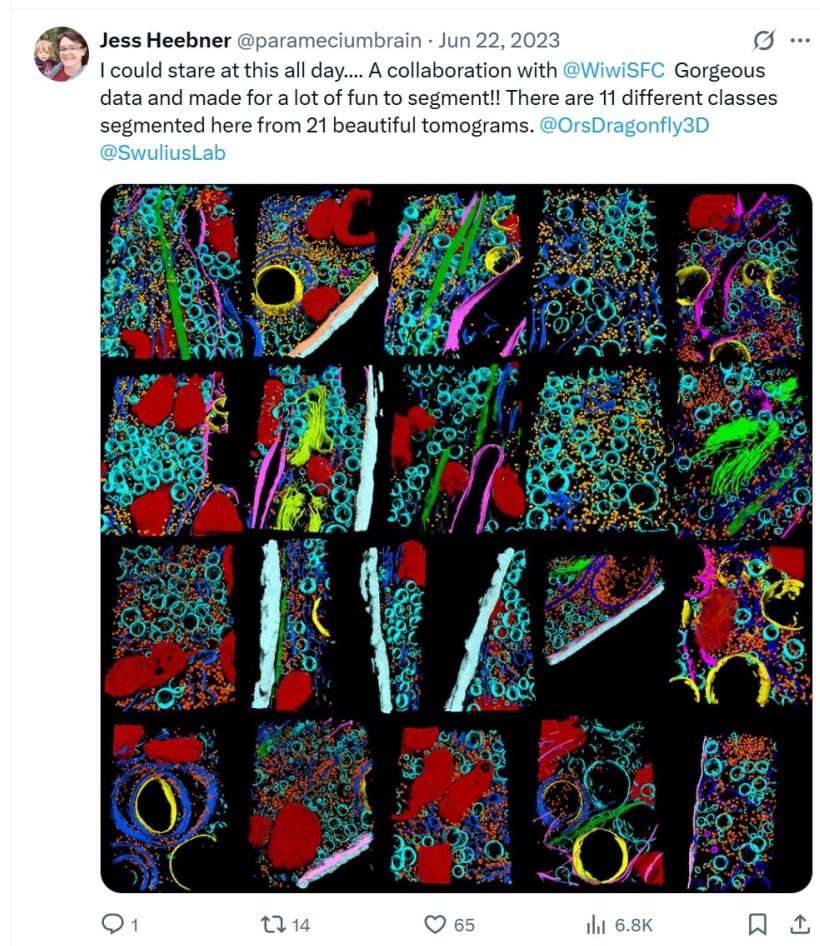 Jess Heebner @parameciumbrain · Jun 22, 2023
I could stare at this all day.... A collaboration with @WiwiSFC Gorgeous
data and made for a lot of fun to segment!! There are 11 different classes
segmented here from 21 beautiful tomograms. @OrsDragonfly3D
@SwuliusLab
1 14 65 6.8K